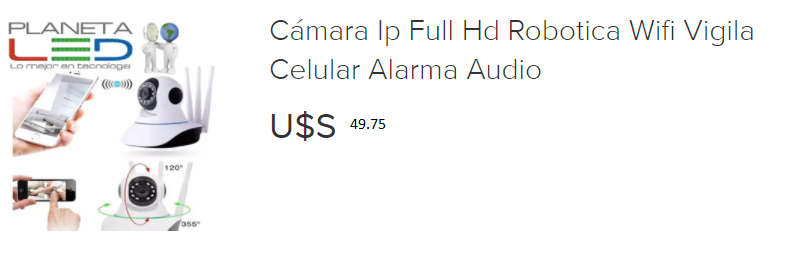 PLANETA
LED
Lo mejor en tecnologia
120°
355°
Cámara Ip Full Hd Robotica Wifi Vigila
Celular Alarma Audio
U$S 49.75